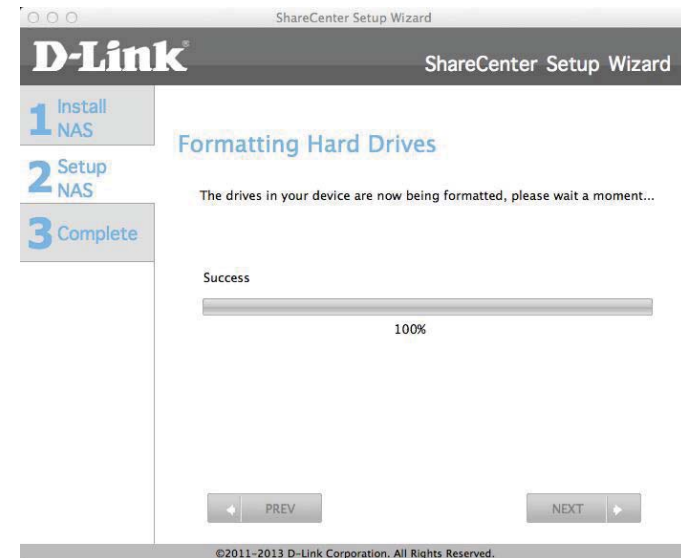 ShareCenter Setup Wizard
D-Link
ShareCenter Setup Wizard
1 Install
NAS
2 Setup
NAS
3 Complete
Formatting Hard Drives
The drives in your device are now being formatted, please wait a moment...
Success
100%
PREV
NEXT
©2011-2013 D-Link Corporation. All Rights Reserved.